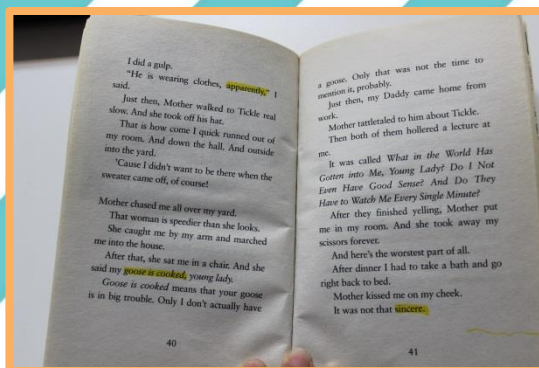 I did a gulp.
"He is wearing clothes, apparently," I
said.
Just then, Mother walked to Tickle real
slow. And she took off his hat.
That is how come I quick runned out of
my room. And down the hall. And outside
into the yard.
'Cause I didn't want to be there when the
sweater came off, of course!
Mother chased me all over my yard.
That woman is speedier than she looks.
She caught me by my arm and marched
me into the house.
After that, she sat me in a chair. And she
said my goose is cooked, young lady.
Goose is cooked means that your goose
is in big trouble. Only I don't actually have
40
a goose. Only that was not the time to
mention it, probably.
Just then, my Daddy came home from
work.
Mother tattletaled to him about Tickle.
Then both of them hollered a lecture at
me.
It was called What in the World Has
Gotten into Me, Young Lady? Do I Not
Even Have Good Sense? And Do They
Have to Watch Me Every Single Minute?
After they finished yelling, Mother put
me in my room. And she took away my
scissors forever.
And here's the worstest part of all.
After dinner I had to take a bath and go
right back to bed.
Mother kissed me on my cheek.
It was not that sincere.
41